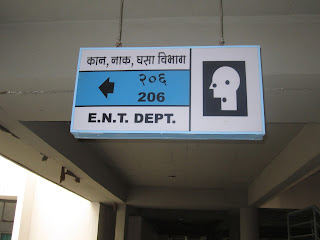 कान, नाक, घसा विभाग
२०६
206
E.N.T. DEPT.